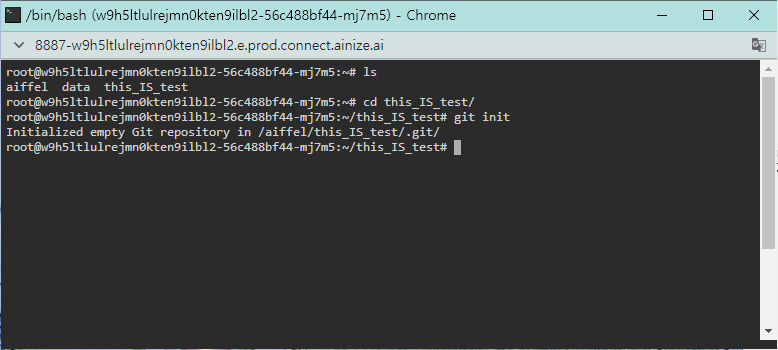 /bin/bash (w9h5ltlulrejmn0kten9ilbl2-56c488bf44-mj7m5) - Chrome
8887-w9h5ltlulrejmn0kten9ilbl2.e.prod.connect.ainize.ai
root@w9h5ltlulrejmn0kten9ilbl2-56c488bf44-mj7m5:~# ls
aiffel  data  this_IS_test
root@w9h5ltlulrejmn0kten9ilbl2-56c488bf44-mj7m5:~# cd this_IS_test/
root@w9h5ltlulrejmn0kten9ilbl2-56c488bf44-mj7m5:~/this_IS_test# git init
Initialized empty Git repository in /aiffel/this_IS_test/.git/
root@w9h5ltlulrejmn0kten9ilbl2-56c488bf44-mj7m5:~/this_IS_test#